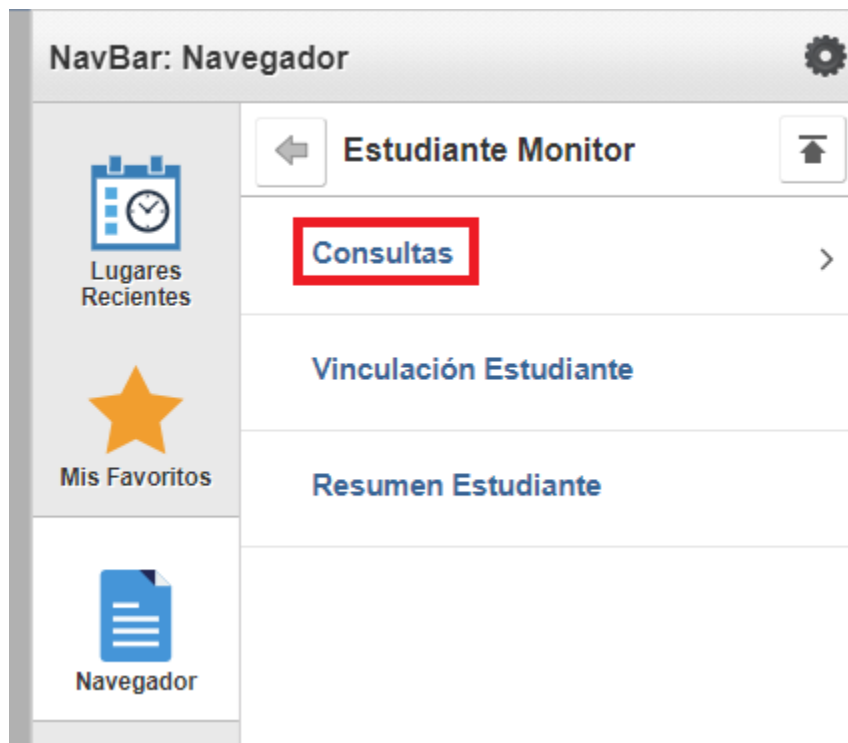 NavBar: Navegador
Estudiante Monitor
Lugares
Recientes
Mis Favoritos
Navegador
Consultas
Vinculación Estudiante
Resumen Estudiante